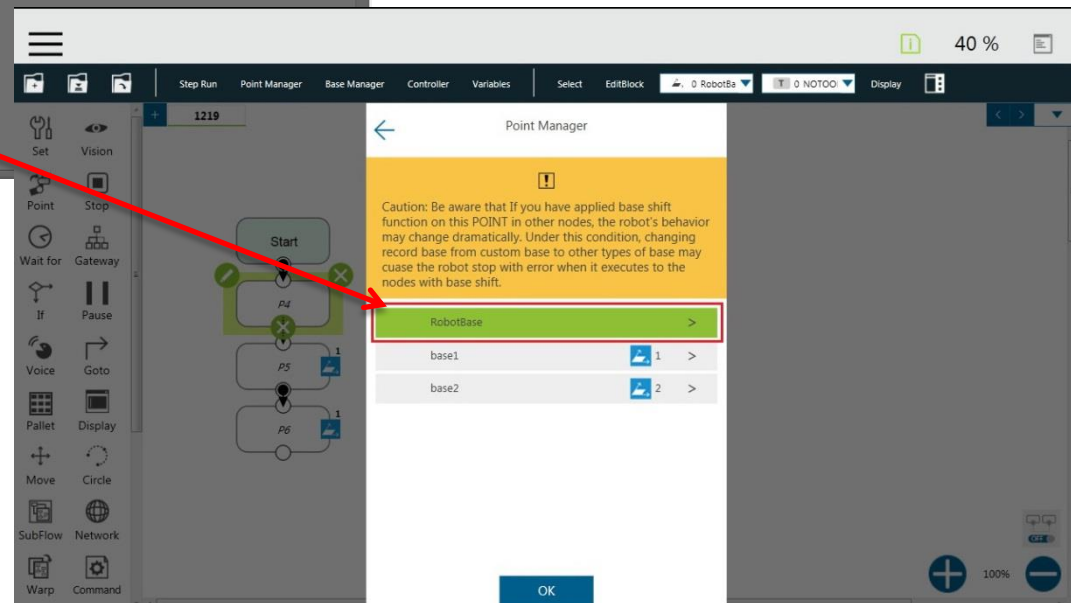 40 %
Step Run Point Manager Base Manager Controller Variables Select EditBlock 0 RobotBa T 0 NOTOO Display
+ 1219
Point Manager
Set Vision
Caution: Be aware that If you have applied base shift
function on this POINT in other nodes, the robot's behavior
may change dramatically. Under this condition, changing
record base from custom base to other types of base may
cuase the robot stop with error when it executes to the
nodes with base shift.
Point Stop
Wait for Gateway
Start
If Pause
P4
RobotBase >
Voice Goto
P5 1
base1 1 >
base2 2 >
Pallet Display
P6 1
Move Circle
SubFlow Network
OFF
Warp Command
OK
100%